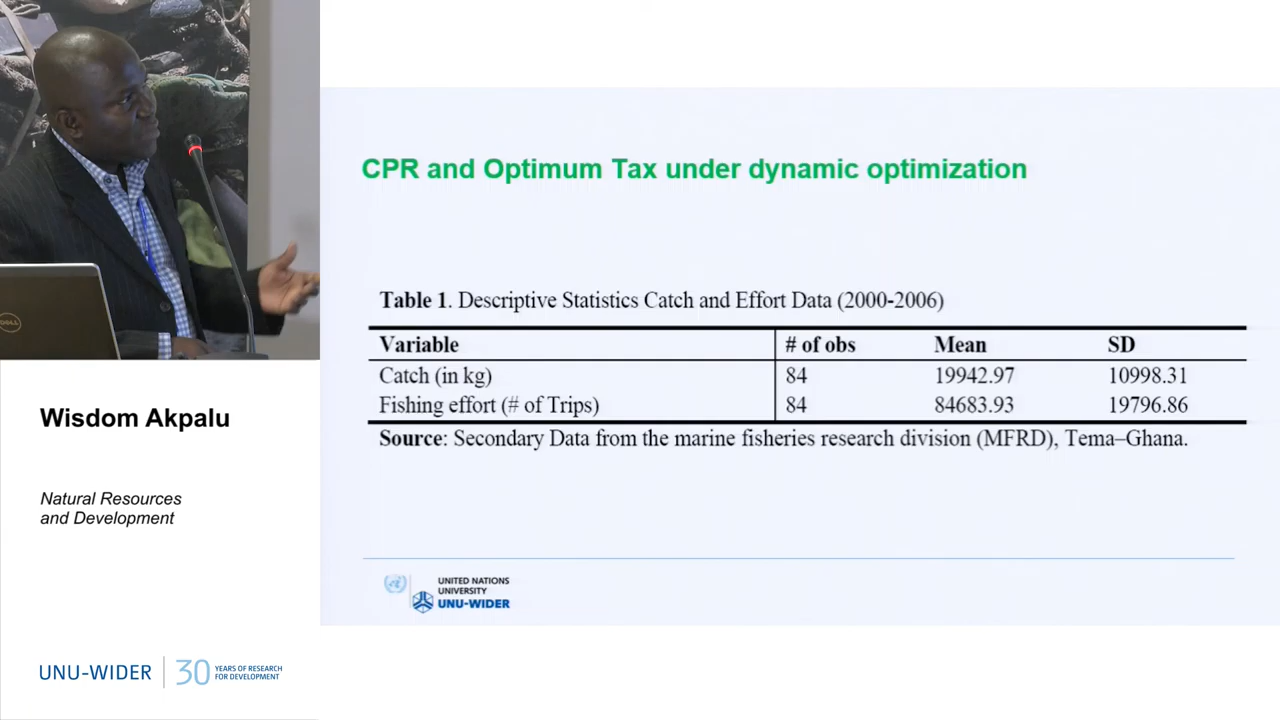 CPR and Optimum Tax under dynamic optimization
Table 1. Descriptive Statistics Catch and Effort Data (2000-2006)
Variable # of obs Mean SD
Catch (in kg) 84 19942.97 10998.31
Fishing effort (# of Trips) 84 84683.93 19796.86
Source: Secondary Data from the marine fisheries research division (MFRD), Tema–Ghana.
UNITED NATIONS
UNIVERSITY
UNU-WIDER
DELL
Wisdom Akpalu
Natural Resources
and Development
UNU-WIDER
30 YEARS OF RESEARCH
FOR DEVELOPMENT